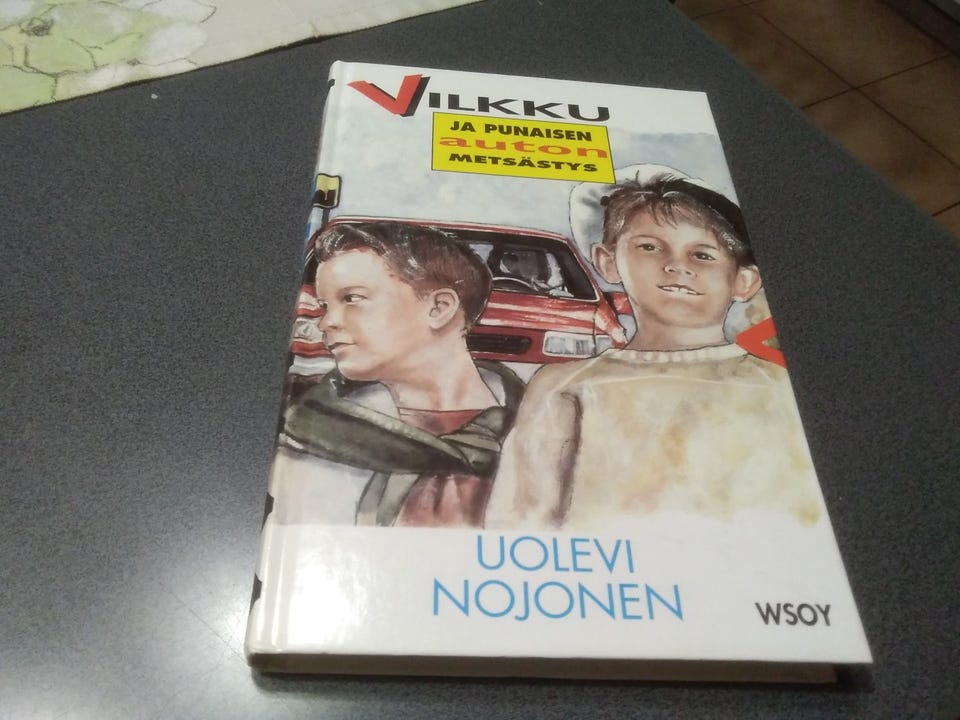 VILKKU
JA PUNAISEN
auton
METSÄSTYS
UOLEVI
NOJONEN
WSOY